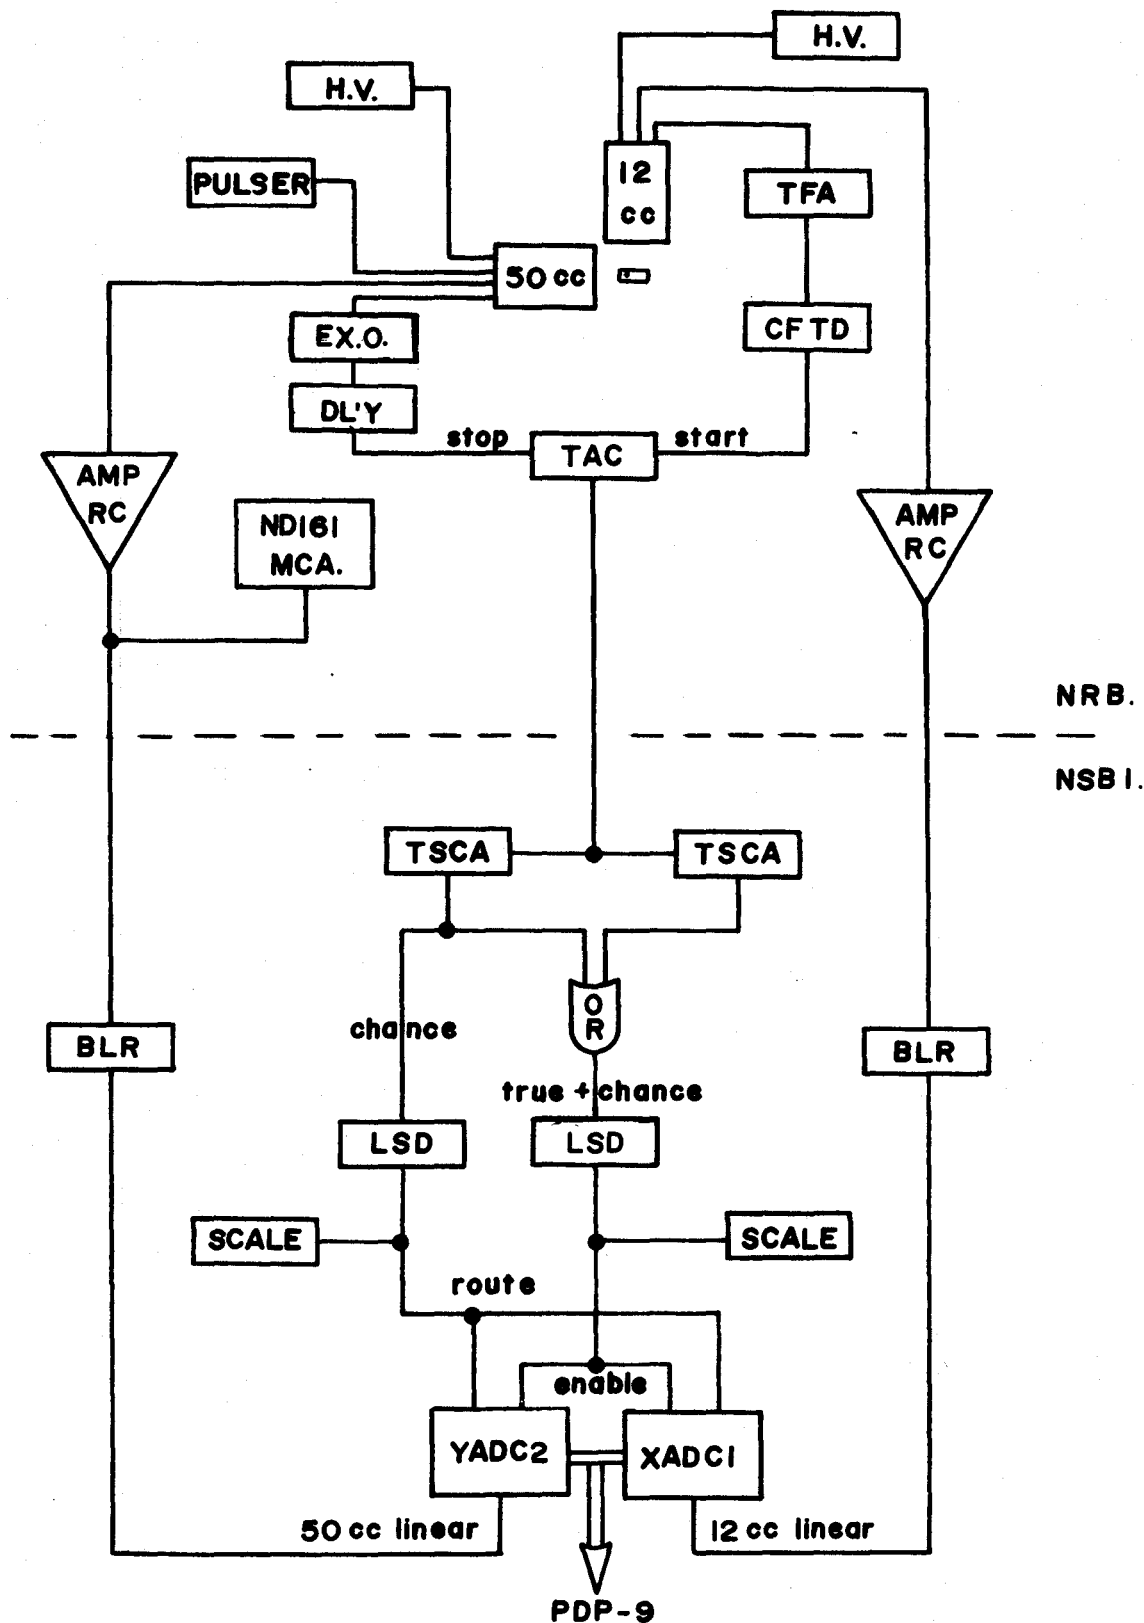 H.V.
H.V.
PULSER
12
cc
TFA
50 cc
EX.O.
CFTD
DL'Y
stop
TAC
start
AMP
RC
ND161
MCA.
AMP
RC
NRB.
NSB1.
TSCA
TSCA
OR
chance
BLR
BLR
true + chance
LSD
LSD
SCALE
SCALE
route
enable
YADC2
XADC1
50 cc linear
12 cc linear
PDP-9